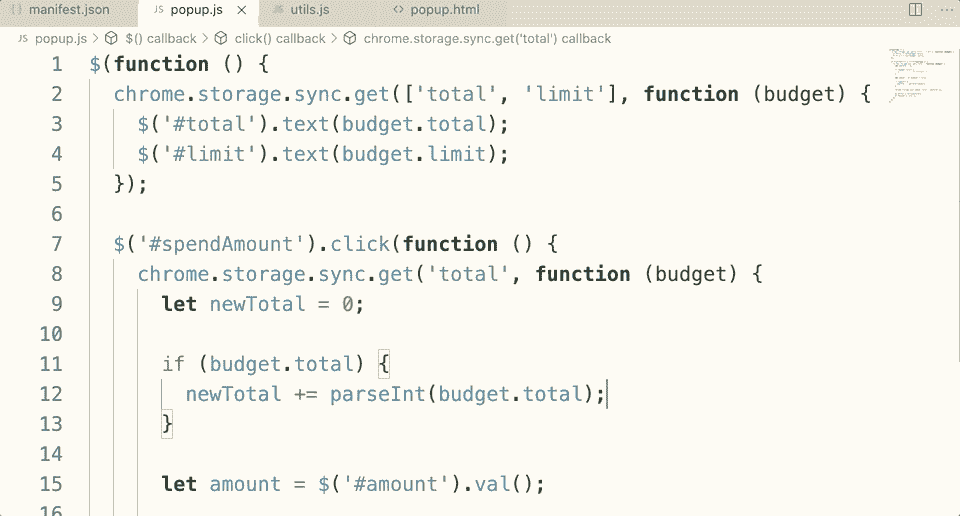 manifest.json JS popup.js × JS utils.js <> popup.html ...
JS popup.js > $() callback > click() callback > chrome.storage.sync.get('total') callback
1 $(function () {
2 chrome.storage.sync.get(['total', 'limit'], function (budget) {
3 $('#total').text(budget.total);
4 $('#limit').text(budget.limit);
5 });
6
7 $('#spendAmount').click(function () {
8 chrome.storage.sync.get('total', function (budget) {
9 let newTotal = 0;
10
11 if (budget.total) {
12 newTotal += parseInt(budget.total);
13 }
14
15 let amount = $('#amount').val();
16